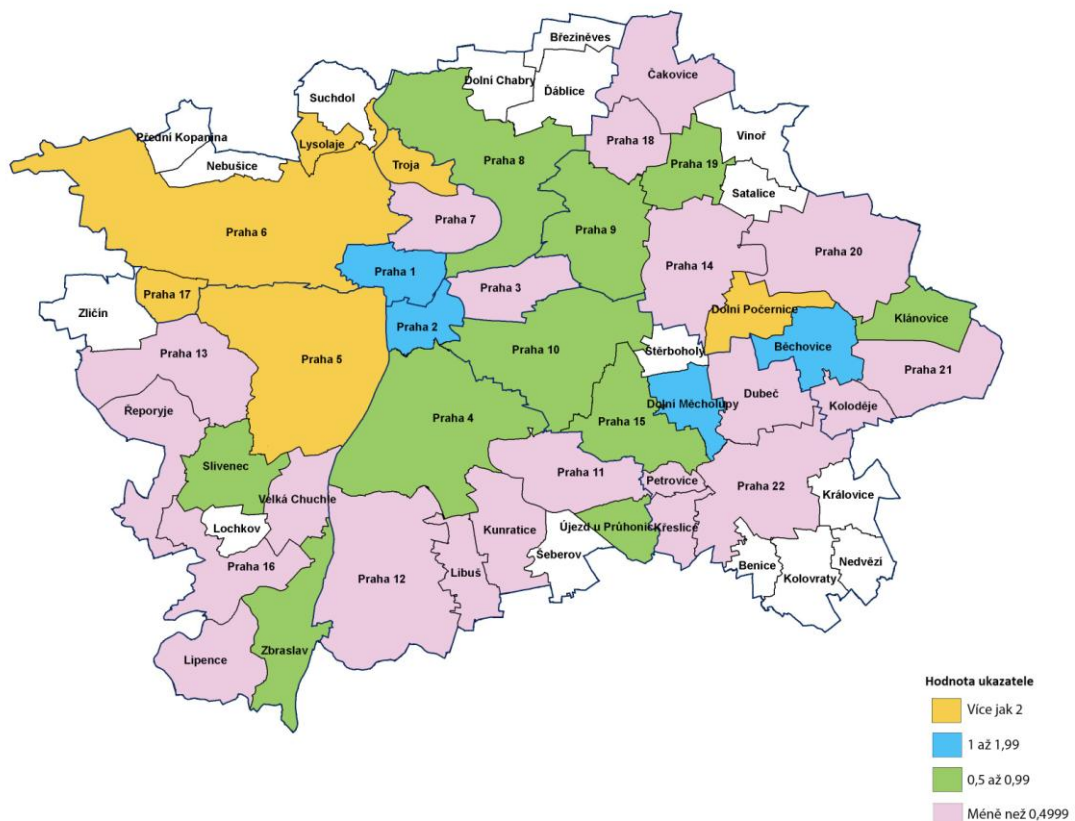 Březiněves
Čakovice
Dolní Chabry
Ďáblice
Suchdol
Vinoř
Přední Kopanina
Lysolaje
Praha 18
Nebušice
Troja
Praha 8
Praha 19
Satalice
Praha 7
Praha 6
Praha 9
Praha 20
Praha 14
Praha 1
Praha 3
Praha 17
Dolní Počernice
Zličín
Praha 2
Klánovice
Praha 13
Praha 5
Praha 10
Štěrboholy
Běchovice
Praha 21
Řeporyje
Dubeč
Dolní Měcholupy
Koloděje
Praha 4
Praha 15
Slivenec
Praha 11
Petrovice
Praha 22
Velká Chuchle
Královice
Lochkov
Kunratice
Újezd u Průhonic
Křeslice
Šeberov
Praha 16
Praha 12
Libuš
Benice
Nedvězí
Kolovraty
Zbraslav
Lipence
Hodnota ukazatele
Více jak 2
1 až 1,99
0,5 až 0,99
Méně než 0,4999